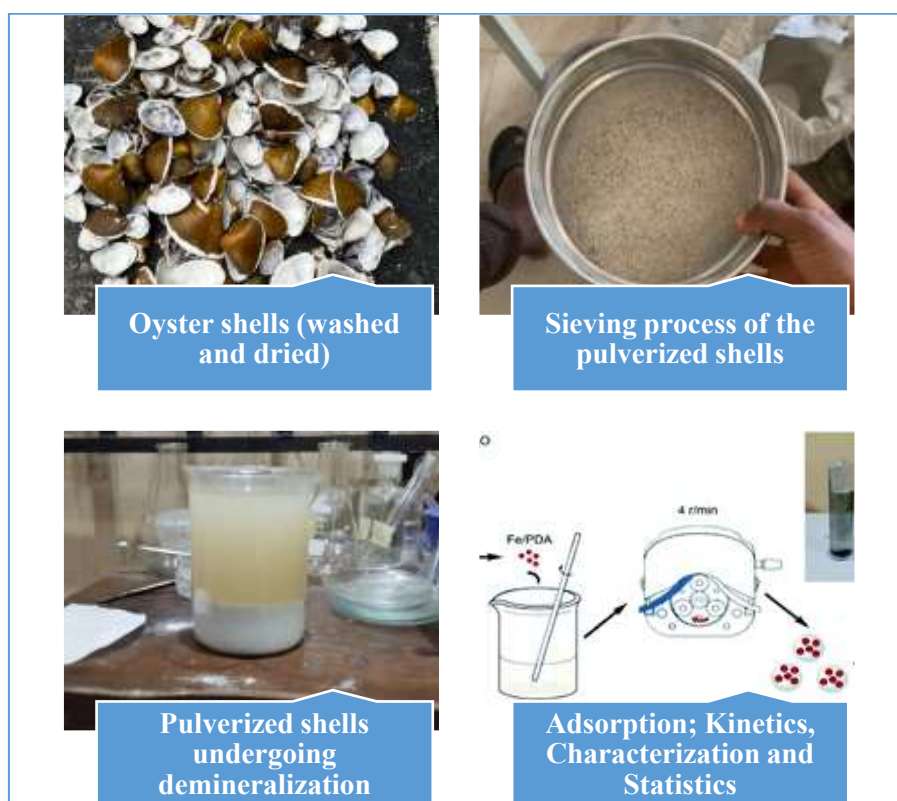 Oyster shells (washed
and dried)
Sieving process of the
pulverized shells
O
4 r/min
Fe/PDA
Pulverized shells
undergoing
demineralization
Adsorption; Kinetics,
Characterization and
Statistics